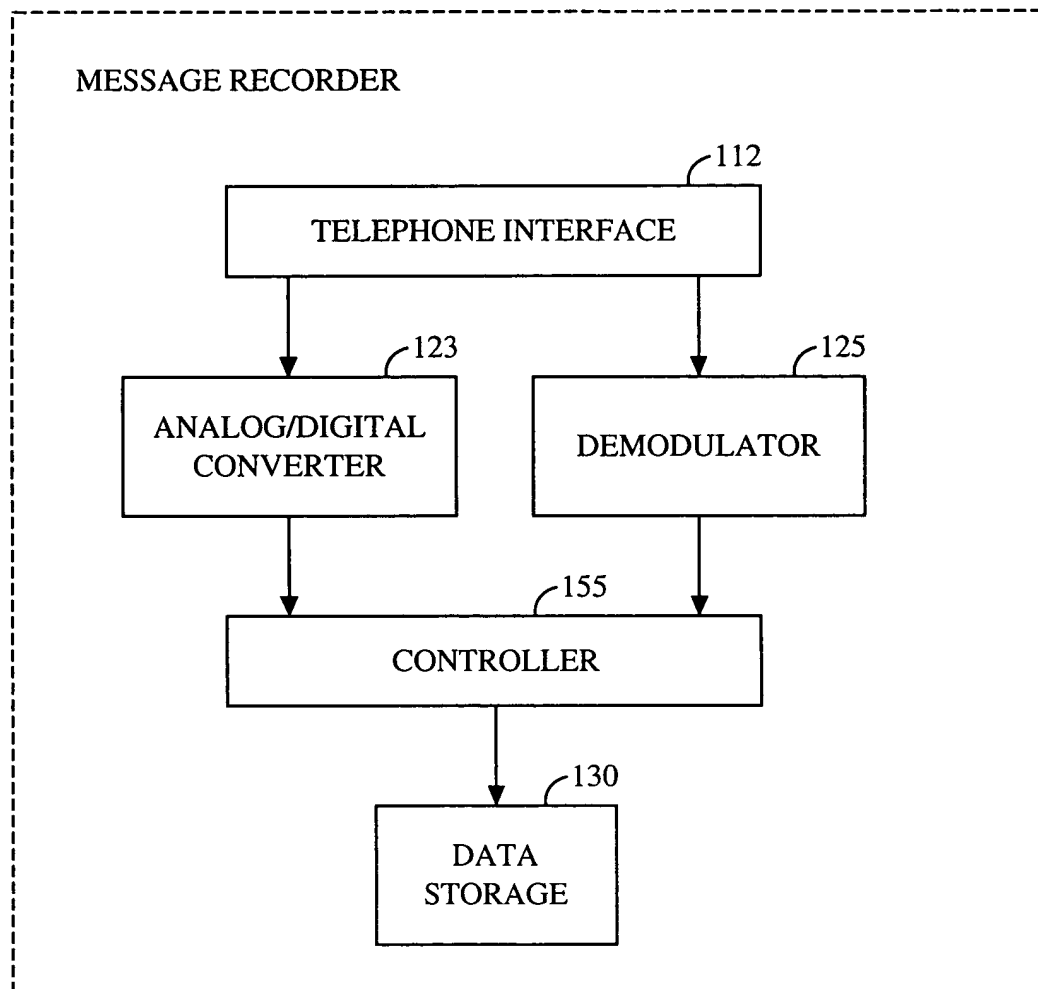 MESSAGE RECORDER
112
TELEPHONE INTERFACE
123
125
ANALOG/DIGITAL
CONVERTER
DEMODULATOR
155
CONTROLLER
130
DATA
STORAGE